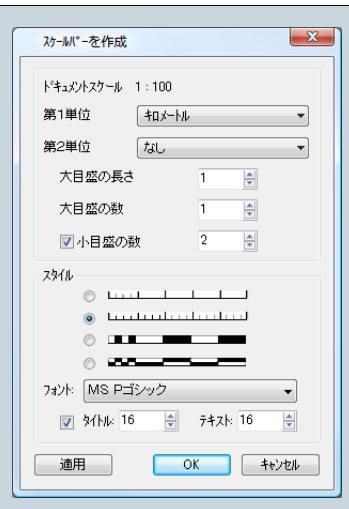 スケールバーを作成
ドキュメントスケール 1 : 100
第1単位 キロメートル
第2単位 なし
大目盛の長さ 1
大目盛の数 1
小目盛の数 2
スタイル
フォント: MS Pゴシック
タイトル: 16 テキスト: 16
適用 OK キャンセル